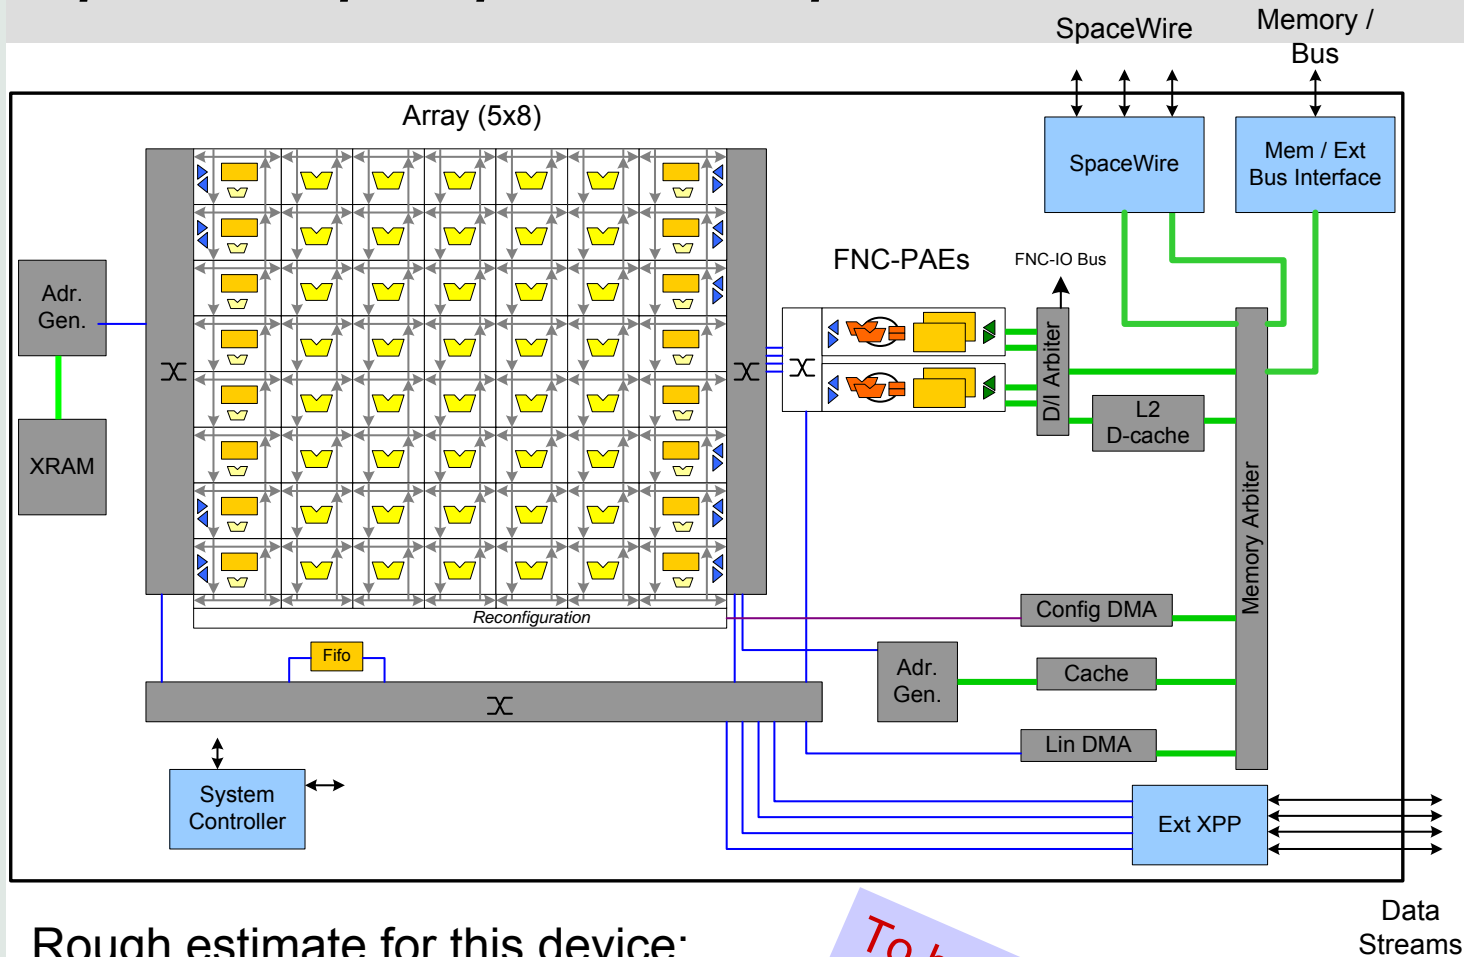 SpaceWire
Memory /
Bus
Array (5x8)
SpaceWire
Mem / Ext
Bus Interface
FNC-PAEs
FNC-IO Bus
Adr.
Gen.
D/I Arbiter
L2
D-cache
XRAM
Memory Arbiter
Config DMA
Reconfiguration
Fifo
Adr.
Gen.
Cache
Lin DMA
System
Controller
Ext XPP
Data
Streams
Rough estimate for this device:
To